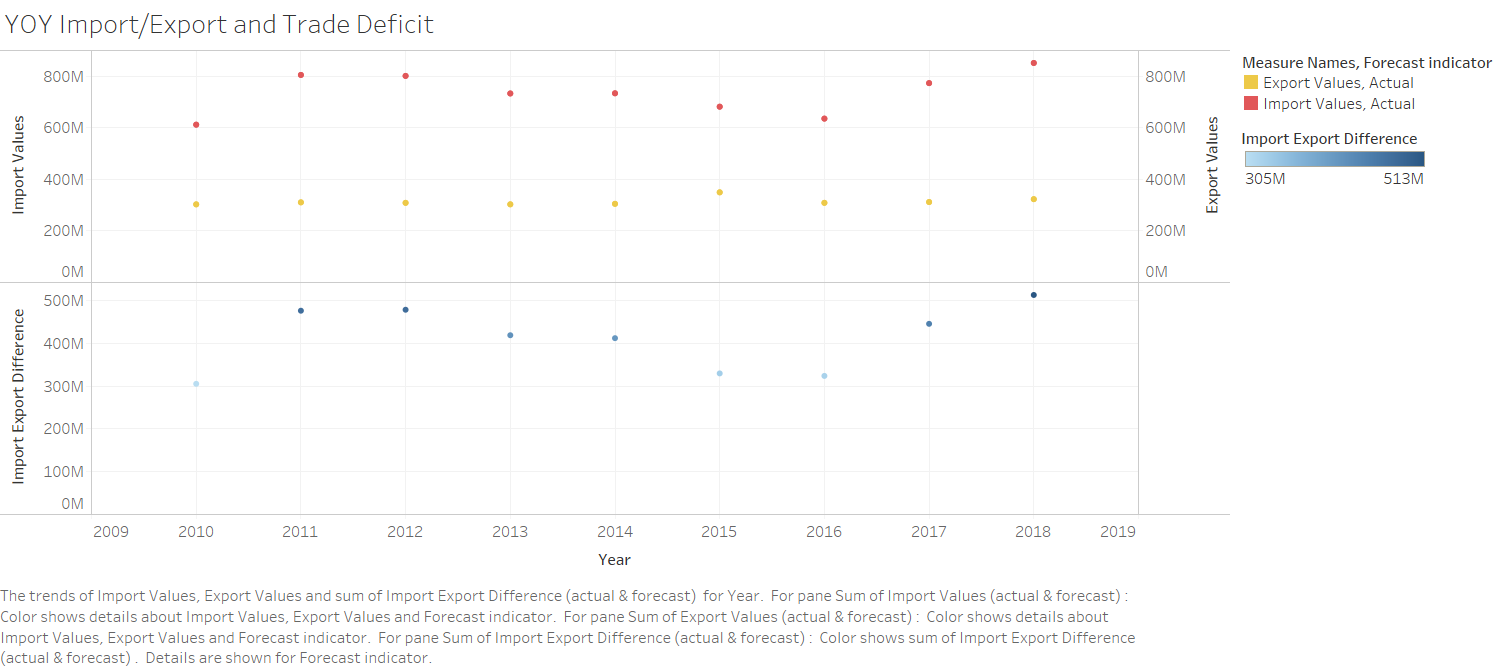 YOY Import/Export and Trade Deficit
Import Values
800M
600M
400M
200M
0M
800M
600M
400M
200M
0M
Export Values
Measure Names, Forecast indicator
Export Values, Actual
Import Values, Actual
Import Export Difference
305M 513M
Import Export Difference
500M
400M
300M
200M
100M
0M
2009 2010 2011 2012 2013 2014 2015 2016 2017 2018 2019
Year
The trends of Import Values, Export Values and sum of Import Export Difference (actual & forecast) for Year. For pane Sum of Import Values (actual & forecast) :
Color shows details about Import Values, Export Values and Forecast indicator. For pane Sum of Export Values (actual & forecast) : Color shows details about
Import Values, Export Values and Forecast indicator. For pane Sum of Import Export Difference (actual & forecast) : Color shows sum of Import Export Difference
(actual & forecast) . Details are shown for Forecast indicator.